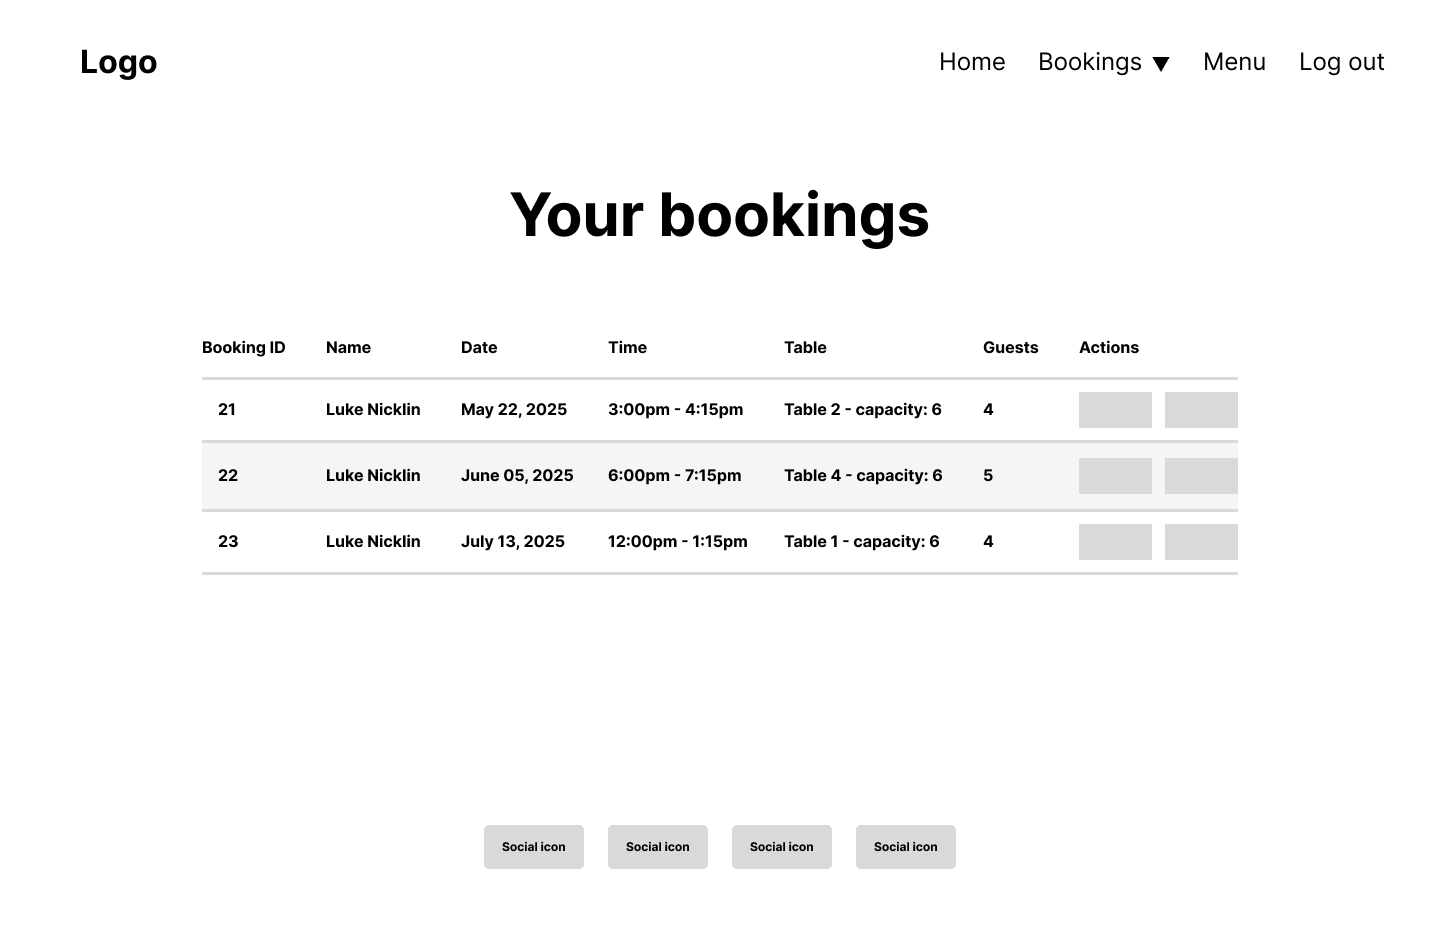 Logo
Home Bookings ▼ Menu Log out
Your bookings
Booking ID Name Date Time Table Guests Actions
21 Luke Nicklin May 22, 2025 3:00pm - 4:15pm Table 2 - capacity: 6 4
22 Luke Nicklin June 05, 2025 6:00pm - 7:15pm Table 4 - capacity: 6 5
23 Luke Nicklin July 13, 2025 12:00pm - 1:15pm Table 1 - capacity: 6 4
Social icon Social icon Social icon Social icon